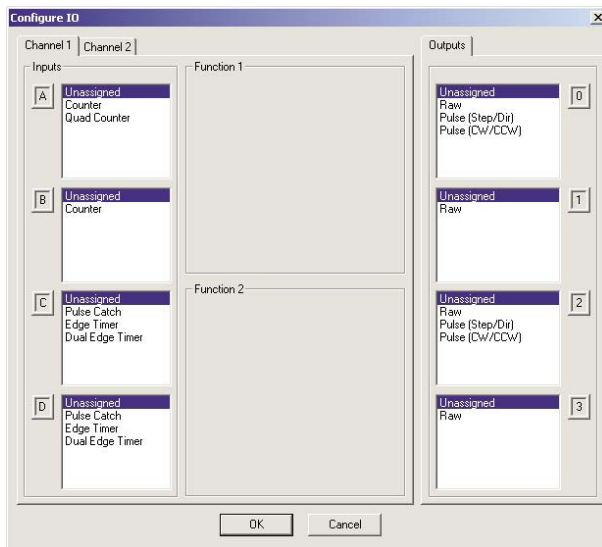 Configure IO
Channel 1
Channel 2
Inputs
A
Unassigned
Counter
Quad Counter
B
Unassigned
Counter
C
Unassigned
Pulse Catch
Edge Timer
Dual Edge Timer
D
Unassigned
Pulse Catch
Edge Timer
Dual Edge Timer
Function 1
Function 2
Outputs
Unassigned
Raw
Pulse (Step/Dir)
Pulse (CW/CCW)
0
Unassigned
Raw
1
Unassigned
Raw
Pulse (Step/Dir)
Pulse (CW/CCW)
2
Unassigned
Raw
3
OK
Cancel